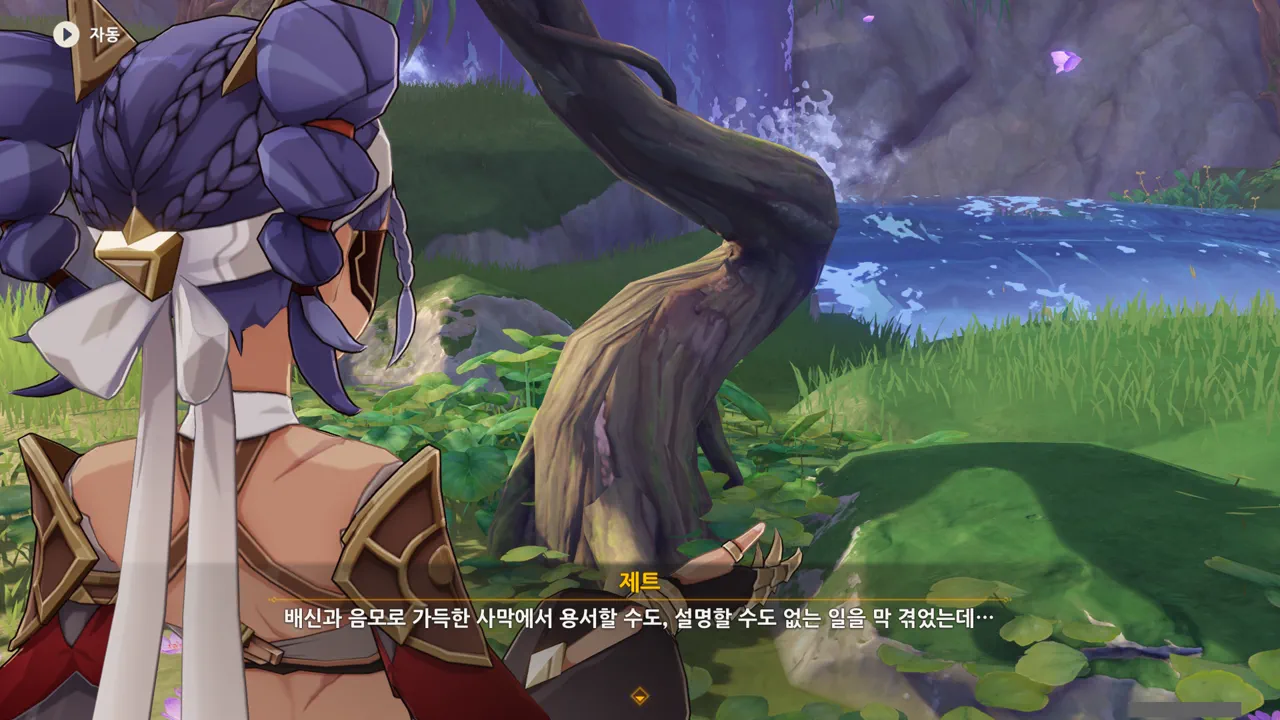 자동
제트
배신과 음모로 가득한 사막에서 용서할 수도, 설명할 수도 없는 일을 막 겪었는데…